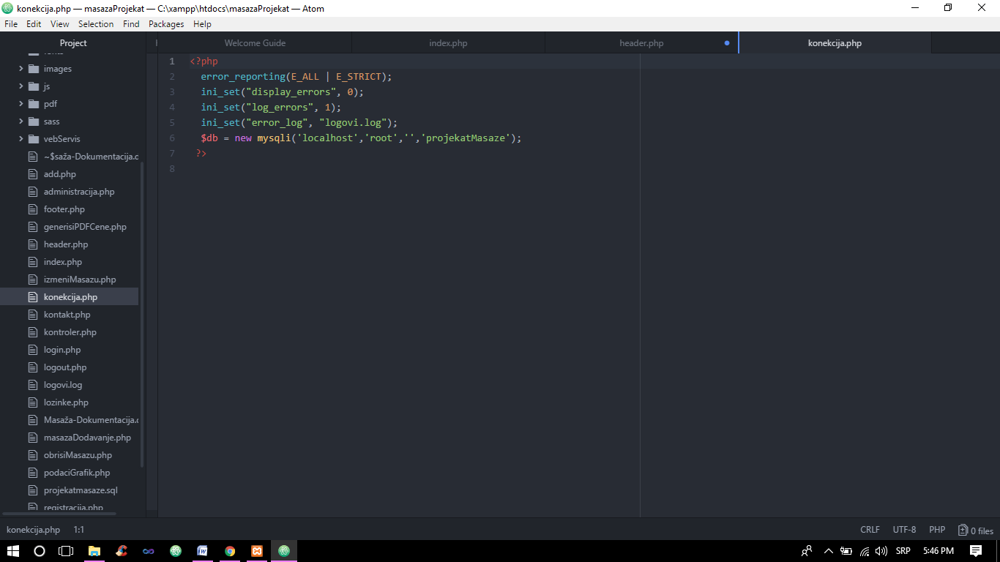 konekcija.php — masazaProjekat — C:\xampp\htdocs\masazaProjekat — Atom
File Edit View Selection Find Packages Help
Project
Welcome Guide
index.php
header.php
konekcija.php
images
js
pdf
sass
vebServis
~$saža-Dokumentacija.c
add.php
administracija.php
footer.php
generisiPDFCene.php
header.php
index.php
izmeniMasazu.php
konekcija.php
kontakt.php
kontroler.php
login.php
logout.php
logovi.log
lozinke.php
Masaža-Dokumentacija.c
masazaDodavanje.php
obrisiMasazu.php
podaciGrafik.php
projekatmasaze.sql
registracija.php
1 <?php
2 error_reporting(E_ALL | E_STRICT);
3 ini_set("display_errors", 0);
4 ini_set("log_errors", 1);
5 ini_set("error_log", "logovi.log");
6 $db = new mysqli('localhost','root','','projekatMasaze');
7 ?>
8
konekcija.php 1:1 CRLF UTF-8 PHP 0 files
SRP 5:46 PM